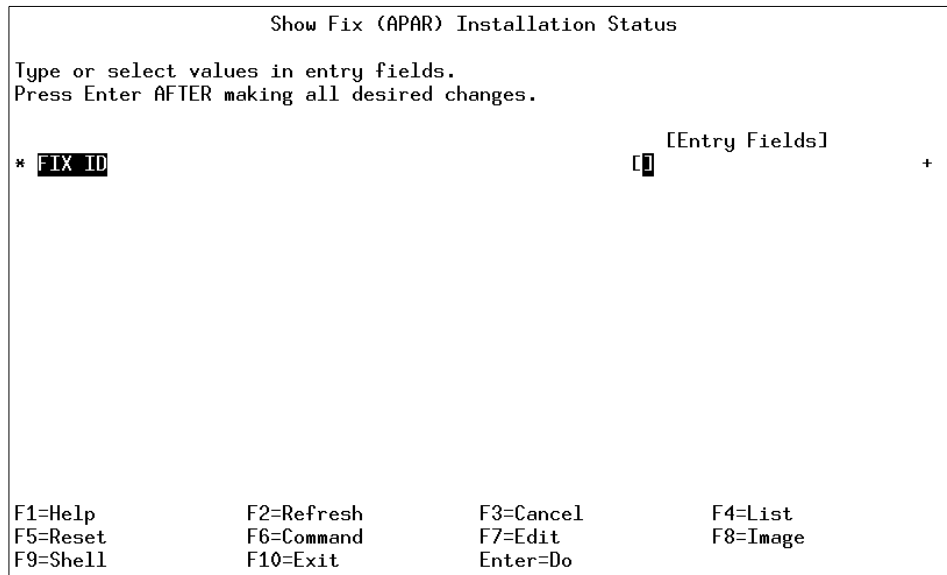 Show Fix (APAR) Installation Status
Type or select values in entry fields.
Press Enter AFTER making all desired changes.
[Entry Fields]
* FIX ID [] +
F1=Help F2=Refresh F3=Cancel F4=List
F5=Reset F6=Command F7=Edit F8=Image
F9=Shell F10=Exit Enter=Do